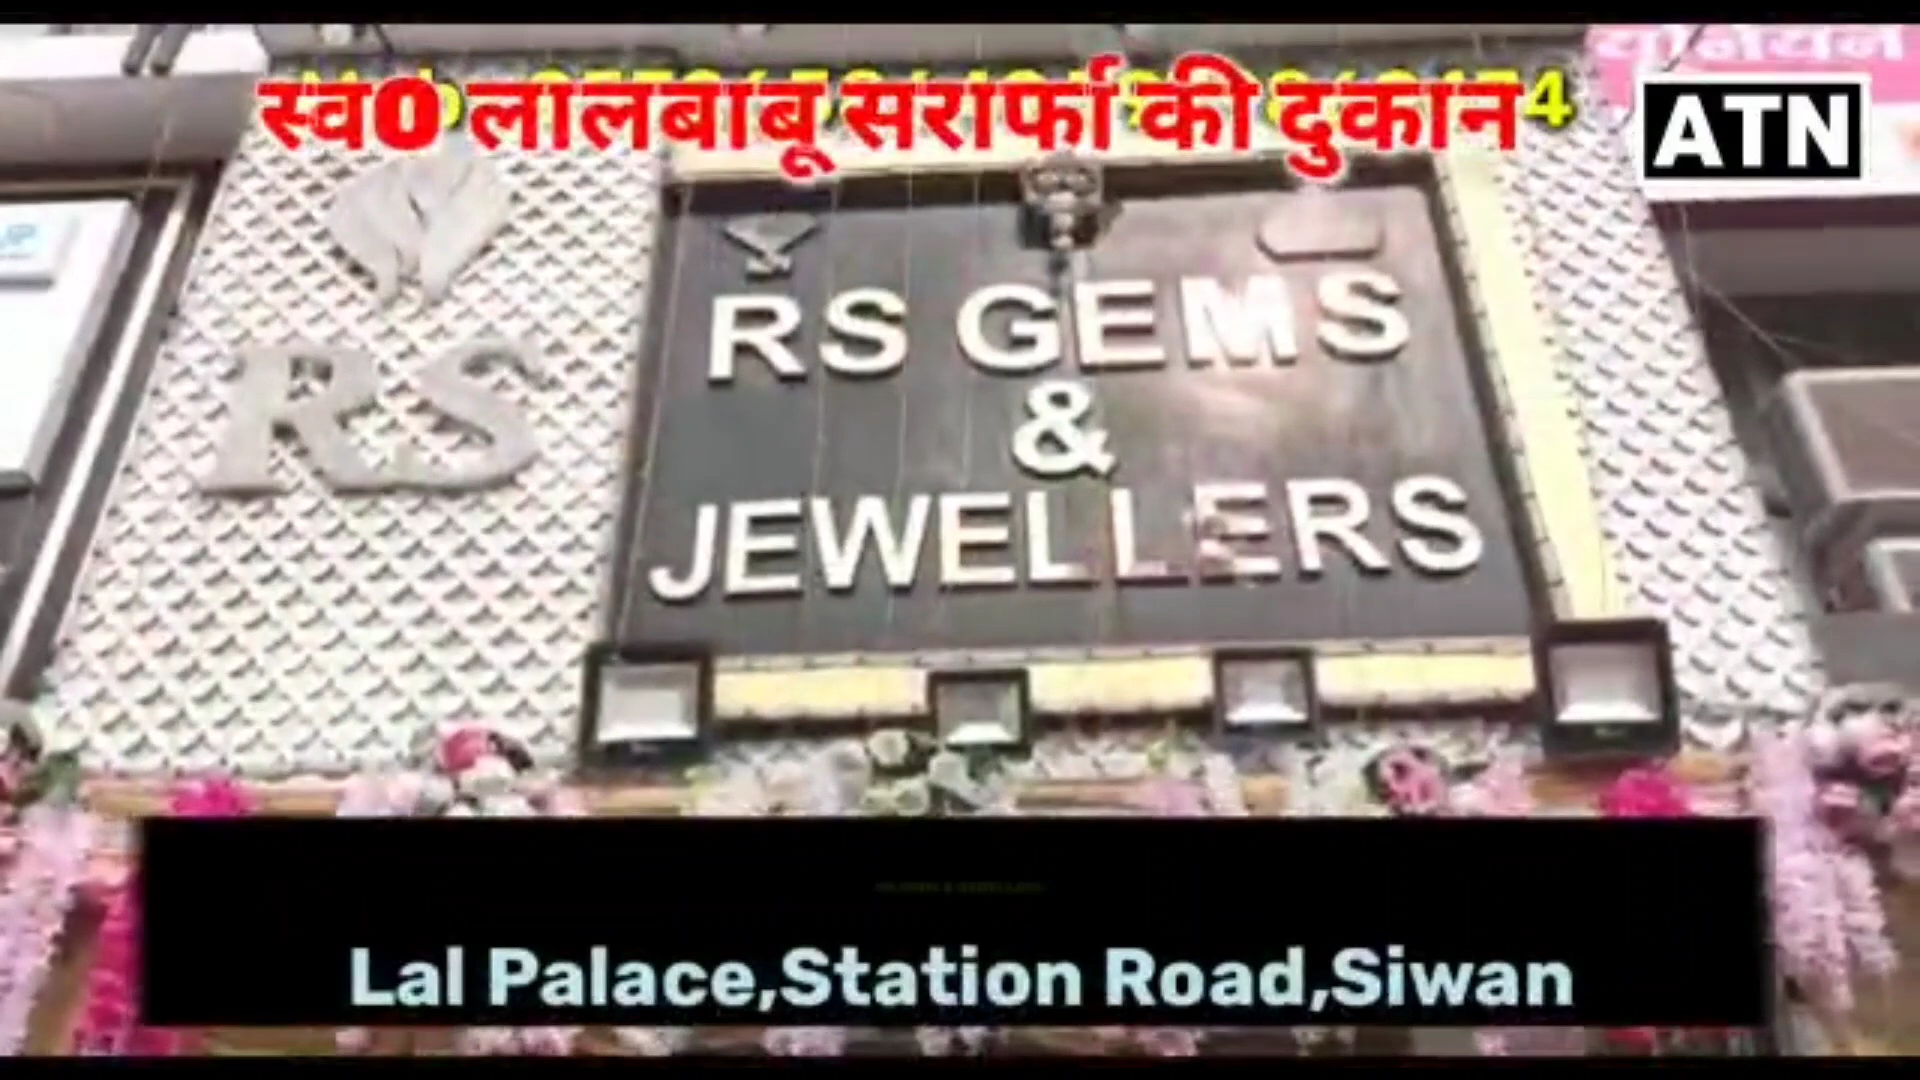 स्व0 लालबाबू सरार्फा की दुकान
ATN
RS
RS GEMS
&
JEWELLERS
Lal Palace,Station Road,Siwan